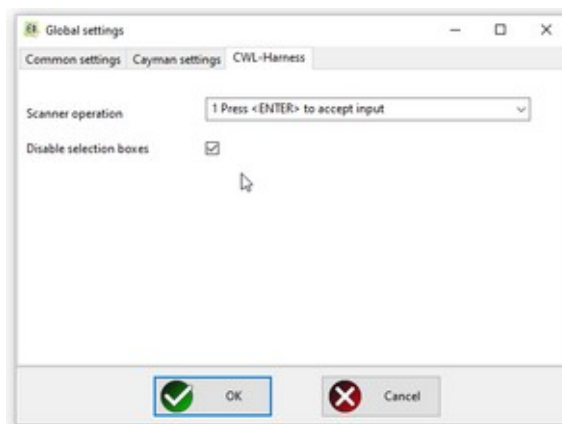 Global settings
Common settings Cayman settings CWL-Harness
Scanner operation 1 Press <ENTER> to accept input
Disable selection boxes
OK Cancel